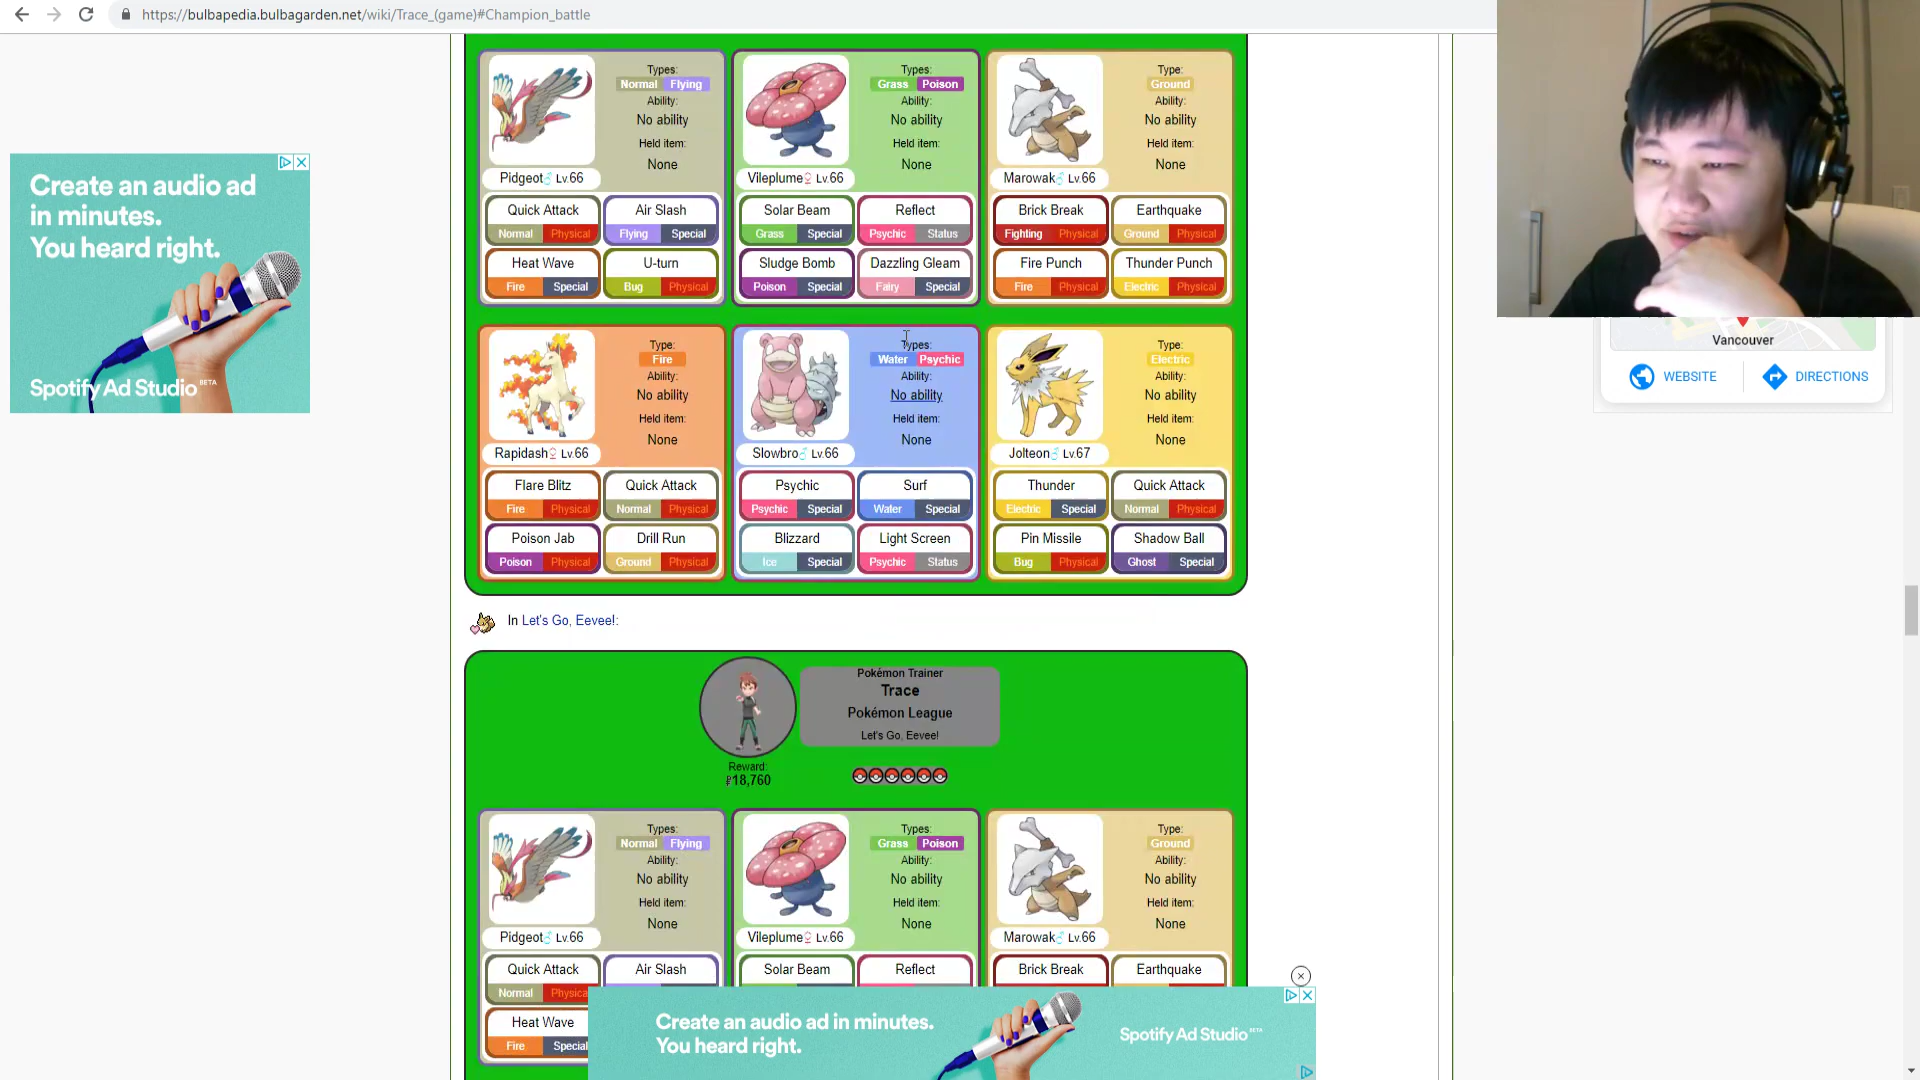 https://bulbapedia.bulbagarden.net/wiki/Trace_(game)#Champion_battle
Types:
Normal Flying
Ability:
No ability
Held item:
None
Pidgeot♂ Lv.66
Quick Attack
Normal Physical
Air Slash
Flying Special
Heat Wave
Fire Special
U-turn
Bug Physical
Types:
Grass Poison
Ability:
No ability
Held item:
None
Vileplume♀ Lv.66
Solar Beam
Grass Special
Reflect
Psychic Status
Sludge Bomb
Poison Special
Dazzling Gleam
Fairy Special
Type:
Ground
Ability:
No ability
Held item:
None
Marowak♂ Lv.66
Brick Break
Fighting Physical
Earthquake
Ground Physical
Fire Punch
Fire Physical
Thunder Punch
Electric Physical
Type:
Fire
Ability:
No ability
Held item:
None
Rapidash♀ Lv.66
Flare Blitz
Fire Physical
Quick Attack
Normal Physical
Poison Jab
Poison Physical
Drill Run
Ground Physical
Types:
Water Psychic
Ability:
No ability
Held item:
None
Slowbro♂ Lv.66
Psychic
Psychic Special
Surf
Water Special
Blizzard
Ice Special
Light Screen
Psychic Status
Type:
Electric
Ability:
No ability
Held item:
None
Jolteon♂ Lv.67
Thunder
Electric Special
Quick Attack
Normal Physical
Pin Missile
Bug Physical
Shadow Ball
Ghost Special
In Let's Go, Eevee!:
Pokémon Trainer
Trace
Pokémon League
Let's Go, Eevee!
Reward:
₽18,760
Types:
Normal Flying
Ability:
No ability
Held item:
None
Pidgeot♂ Lv.66
Quick Attack
Normal Physica
Air Slash
Heat Wave
Fire Special
Types:
Grass Poison
Ability:
No ability
Held item:
None
Vileplume♀ Lv.66
Solar Beam
Reflect
Type:
Ground
Ability:
No ability
Held item:
None
Marowak♂ Lv.66
Brick Break
Earthquake
Create an audio ad
in minutes.
You heard right.
Spotify Ad Studio BETA
Vancouver
WEBSITE
DIRECTIONS
Create an audio ad in minutes.
You heard right.
Spotify Ad Studio BETA